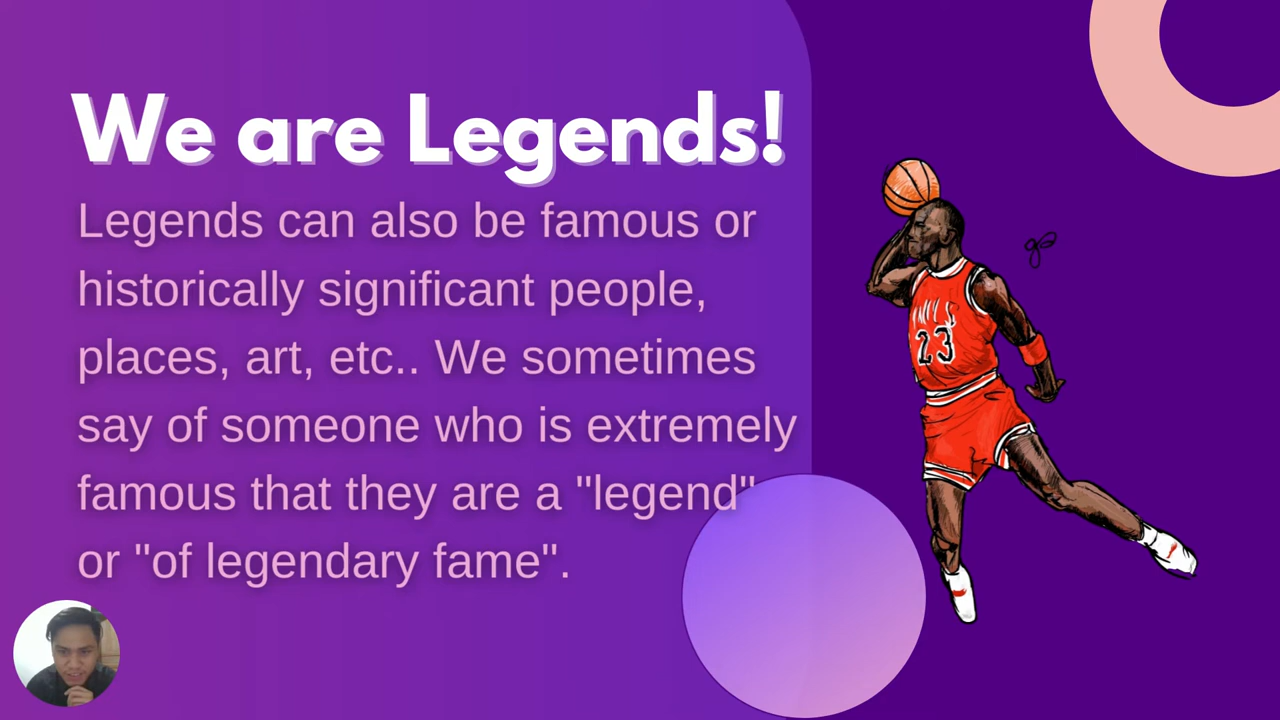 We are Legends!
Legends can also be famous or
historically significant people,
places, art, etc.. We sometimes
say of someone who is extremely
famous that they are a "legend"
or "of legendary fame".
23